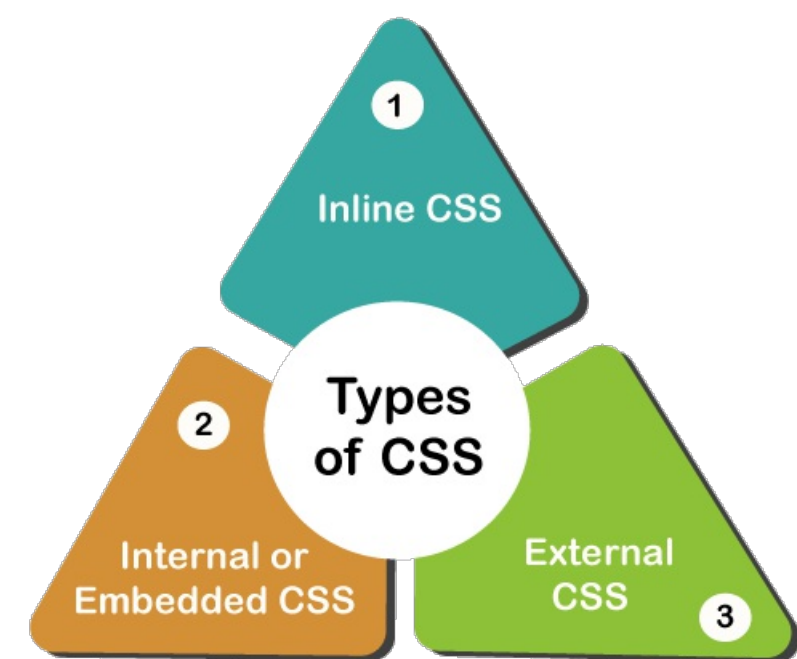 1
Inline CSS
Types
of CSS
2
Internal or
Embedded CSS
External
CSS
3